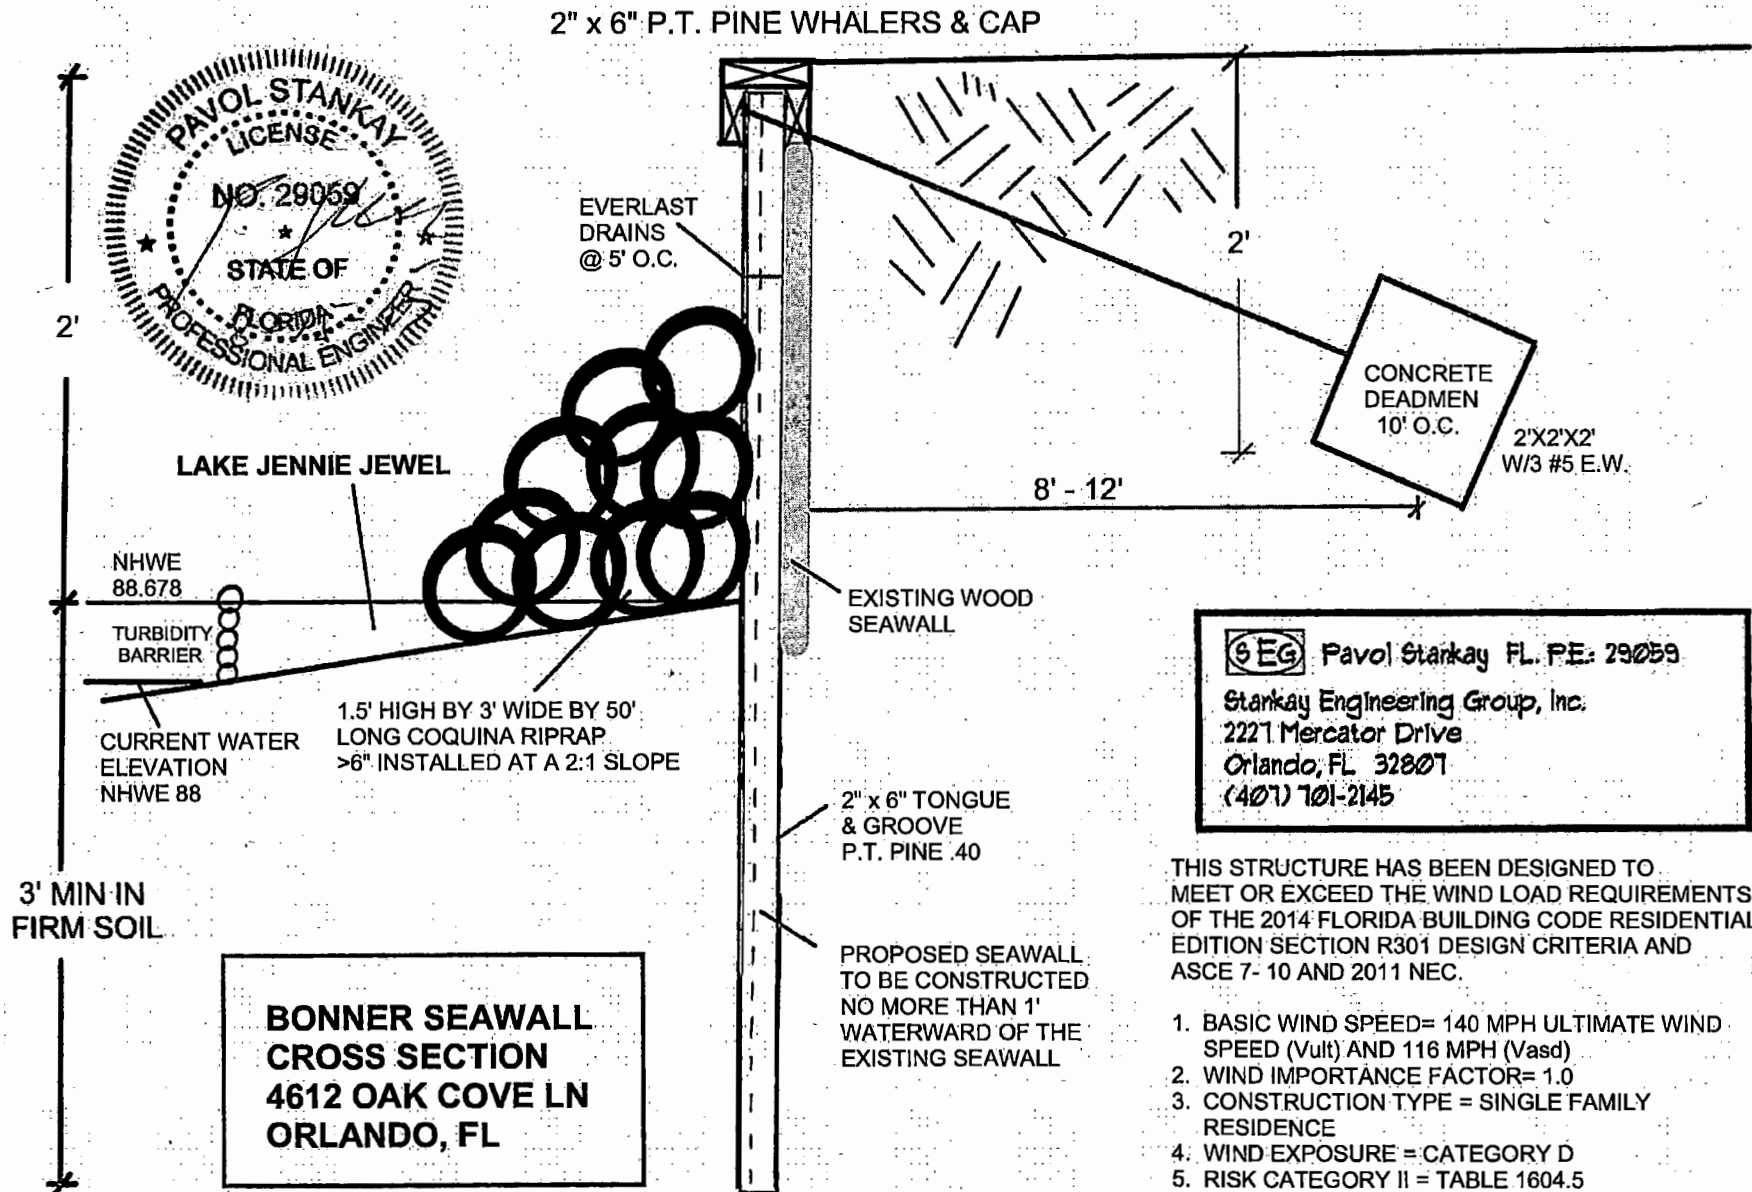 2" x 6" P.T. PINE WHALERS & CAP
PAVOL STANKAY
LICENSE
NO. 29059
STATE OF
FLORIDA
PROFESSIONAL ENGINEER
2'
EVERLAST
DRAINS
@ 5' O.C.
2'
CONCRETE
DEADMEN
10' O.C.
2'X2'X2'
W/3 #5 E.W.
8' - 12'
LAKE JENNIE JEWEL
NHWE
88.678
TURBIDITY
BARRIER
CURRENT WATER
ELEVATION
NHWE 88
1.5' HIGH BY 3' WIDE BY 50'
LONG COQUINA RIPRAP
>6" INSTALLED AT A 2:1 SLOPE
EXISTING WOOD
SEAWALL
2" x 6" TONGUE
& GROOVE
P.T. PINE .40
PROPOSED SEAWALL
TO BE CONSTRUCTED
NO MORE THAN 1'
WATERWARD OF THE
EXISTING SEAWALL
3' MIN IN
FIRM SOIL
BONNER SEAWALL
CROSS SECTION
4612 OAK COVE LN
ORLANDO, FL
SEG Pavol Stankay FL. P.E.: 29059
Stankay Engineering Group, Inc.
2227 Mercator Drive
Orlando, FL 32807
(407) 701-2145
THIS STRUCTURE HAS BEEN DESIGNED TO
MEET OR EXCEED THE WIND LOAD REQUIREMENTS
OF THE 2014 FLORIDA BUILDING CODE RESIDENTIAL
EDITION SECTION R301 DESIGN CRITERIA AND
ASCE 7- 10 AND 2011 NEC.
1. BASIC WIND SPEED= 140 MPH ULTIMATE WIND
SPEED (Vult) AND 116 MPH (Vasd)
2. WIND IMPORTANCE FACTOR= 1.0
3. CONSTRUCTION TYPE = SINGLE FAMILY
RESIDENCE
4. WIND EXPOSURE = CATEGORY D
5. RISK CATEGORY II = TABLE 1604.5